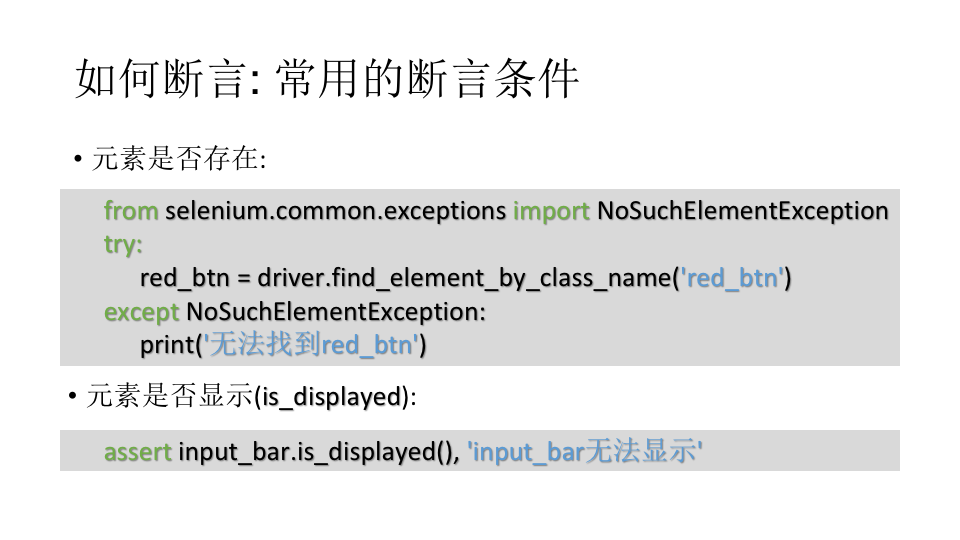 如何断言: 常用的断言条件
• 元素是否存在:
from selenium.common.exceptions import NoSuchElementException
try:
red_btn = driver.find_element_by_class_name('red_btn')
except NoSuchElementException:
print('无法找到red_btn')
• 元素是否显示(is_displayed):
assert input_bar.is_displayed(), 'input_bar无法显示'